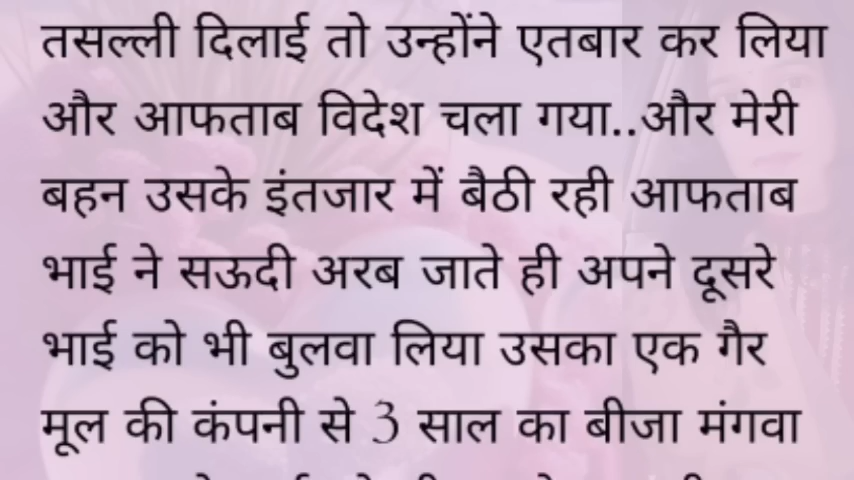 तसल्ली दिलाई तो उन्होंने एतबार कर लिया
और आफताब विदेश चला गया..और मेरी
बहन उसके इंतजार में बैठी रही आफताब
भाई ने सऊदी अरब जाते ही अपने दूसरे
भाई को भी बुलवा लिया उसका एक गैर
मूल की कंपनी से 3 साल का बीजा मंगवा